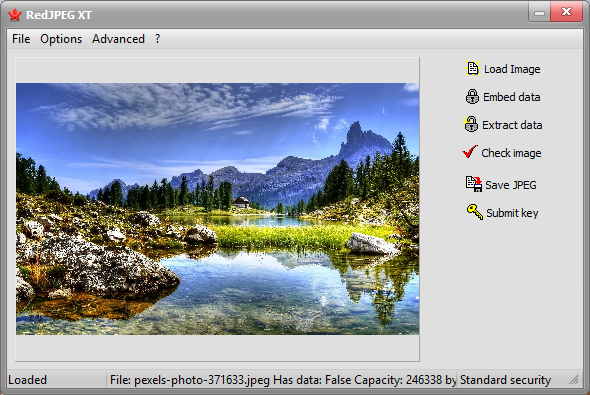 RedJPEG XT
File Options Advanced ?
Load Image
Embed data
Extract data
Check image
Save JPEG
Submit key
Loaded File: pexels-photo-371633.jpeg Has data: False Capacity: 246338 by Standard security